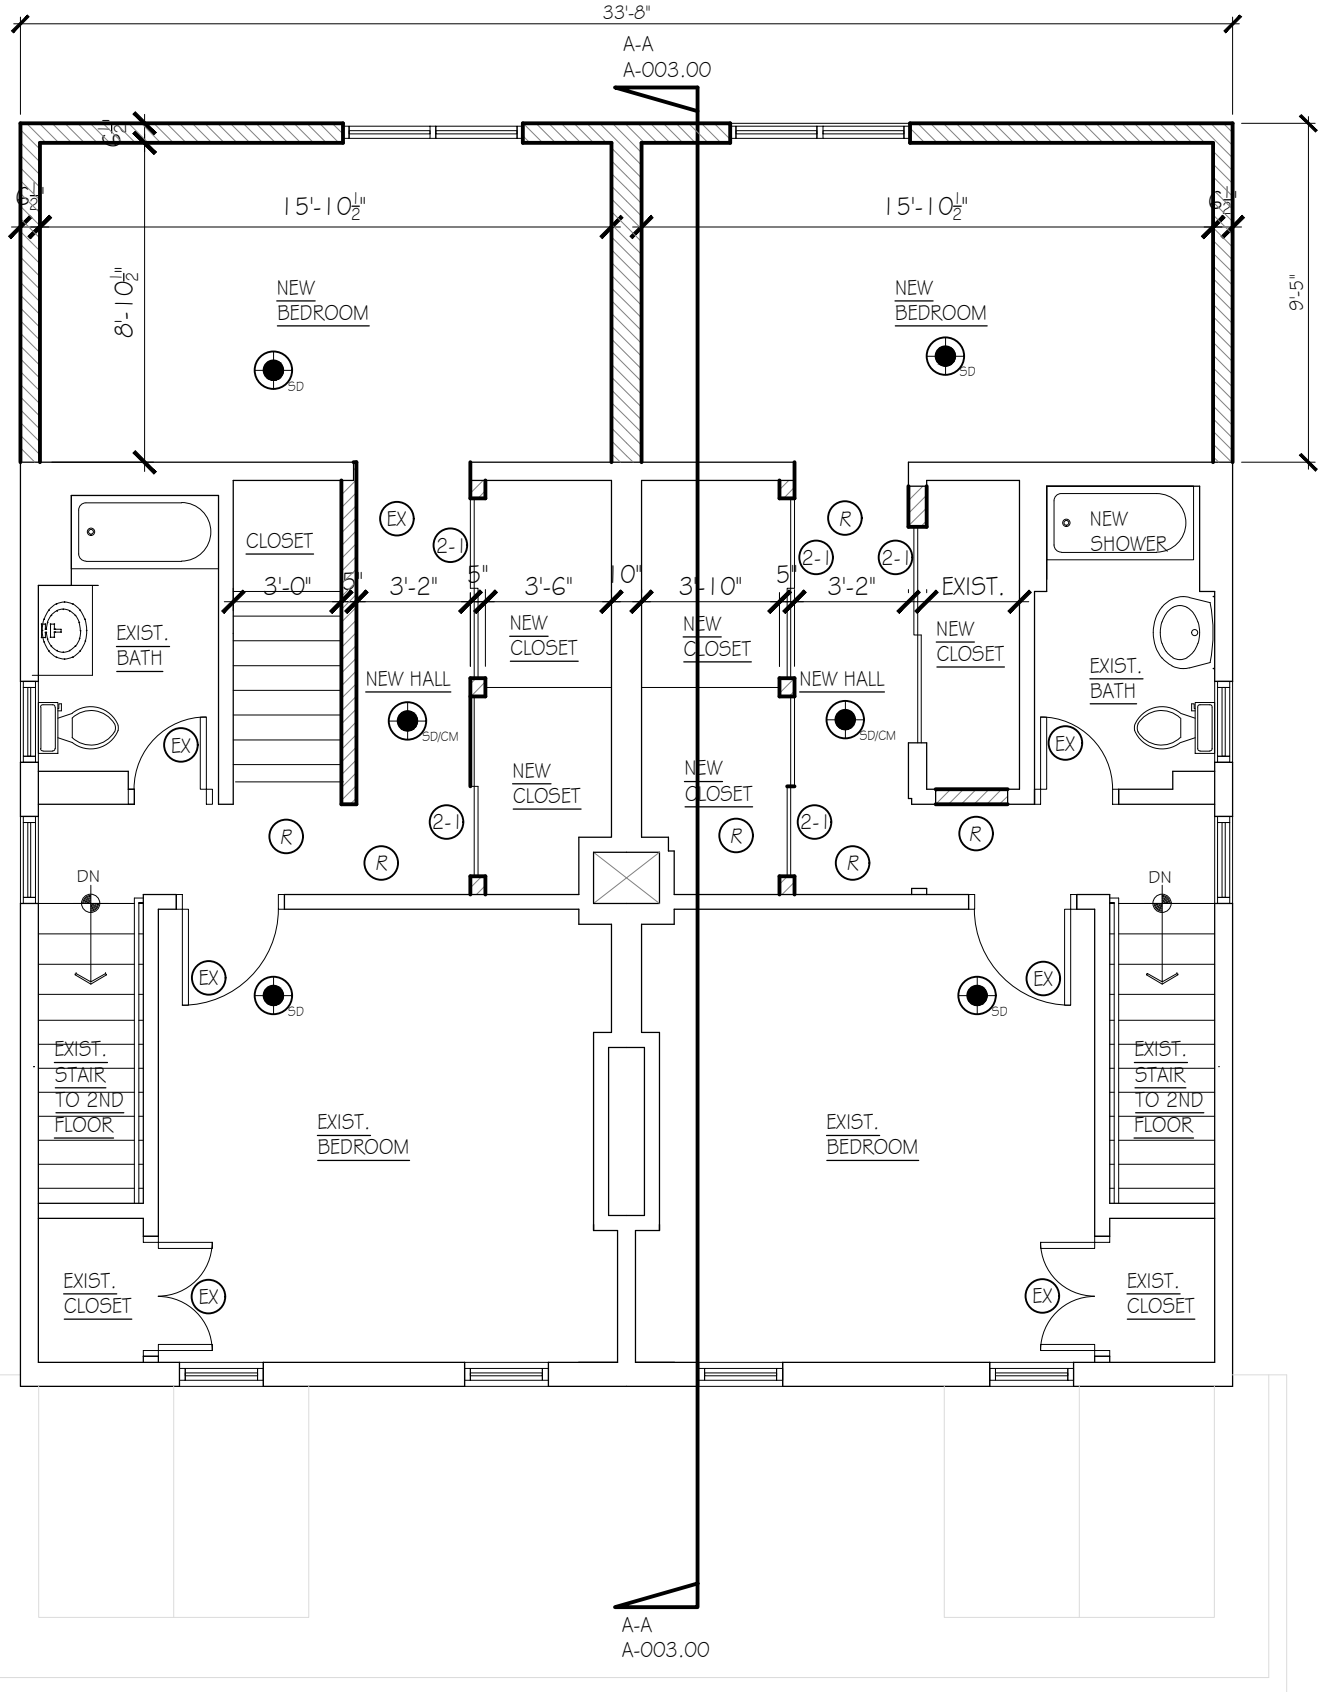 33'-8"
A-A
A-003.00
6½"
6½"
15'-10½"
15'-10½"
6½"
8'-10½"
9'-5"
NEW
BEDROOM
SD
NEW
BEDROOM
SD
CLOSET
EX
2-1
R
2-1
2-1
NEW
SHOWER
3'-0"
5"
3'-2"
5"
3'-6"
10"
3'-10"
5"
3'-2"
EXIST.
EXIST.
BATH
NEW
CLOSET
NEW
CLOSET
NEW
CLOSET
EXIST.
BATH
NEW HALL
SD/CM
NEW HALL
SD/CM
EX
EX
NEW
CLOSET
NEW
CLOSET
R
R
2-1
R
2-1
R
R
DN
DN
EX
SD
SD
EX
EXIST.
STAIR
TO 2ND
FLOOR
EXIST.
STAIR
TO 2ND
FLOOR
EXIST.
BEDROOM
EXIST.
BEDROOM
EXIST.
CLOSET
EX
EX
EXIST.
CLOSET
A-A
A-003.00